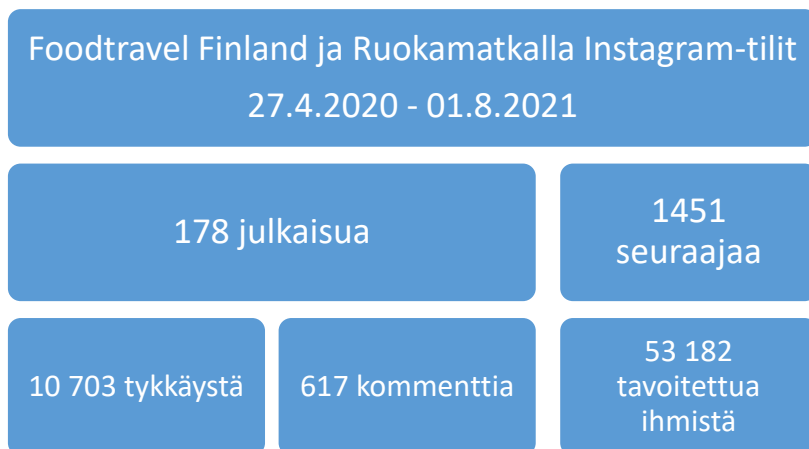 Foodtravel Finland ja Ruokamatkalla Instagram-tilit
27.4.2020 - 01.8.2021
178 julkaisua
1451
seuraajaa
10 703 tykkäystä
617 kommenttia
53 182
tavoitettua
ihmistä